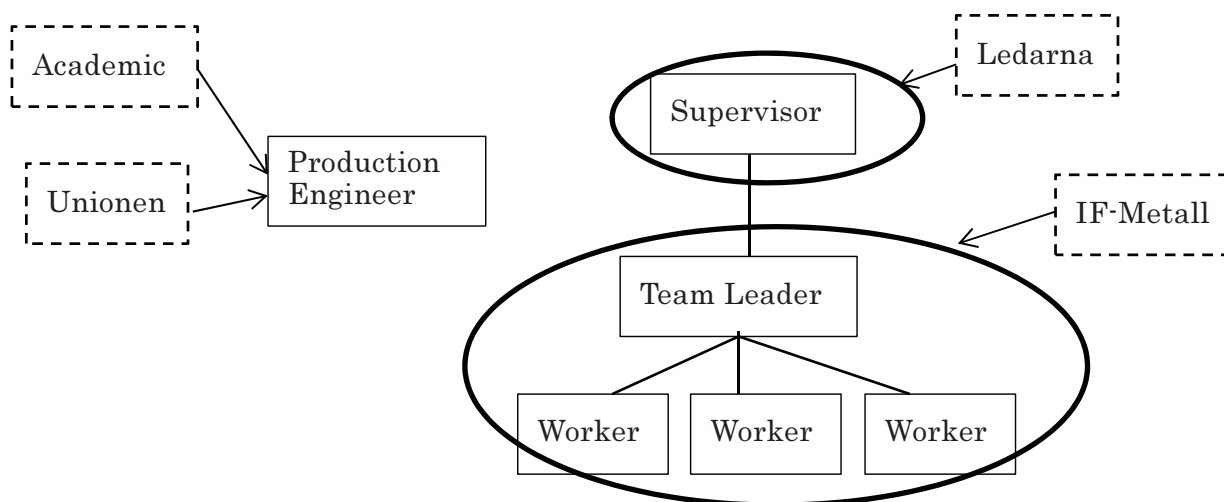 Academic
Unionen
Production
Engineer
Supervisor
Ledarna
IF-Metall
Team Leader
Worker
Worker
Worker